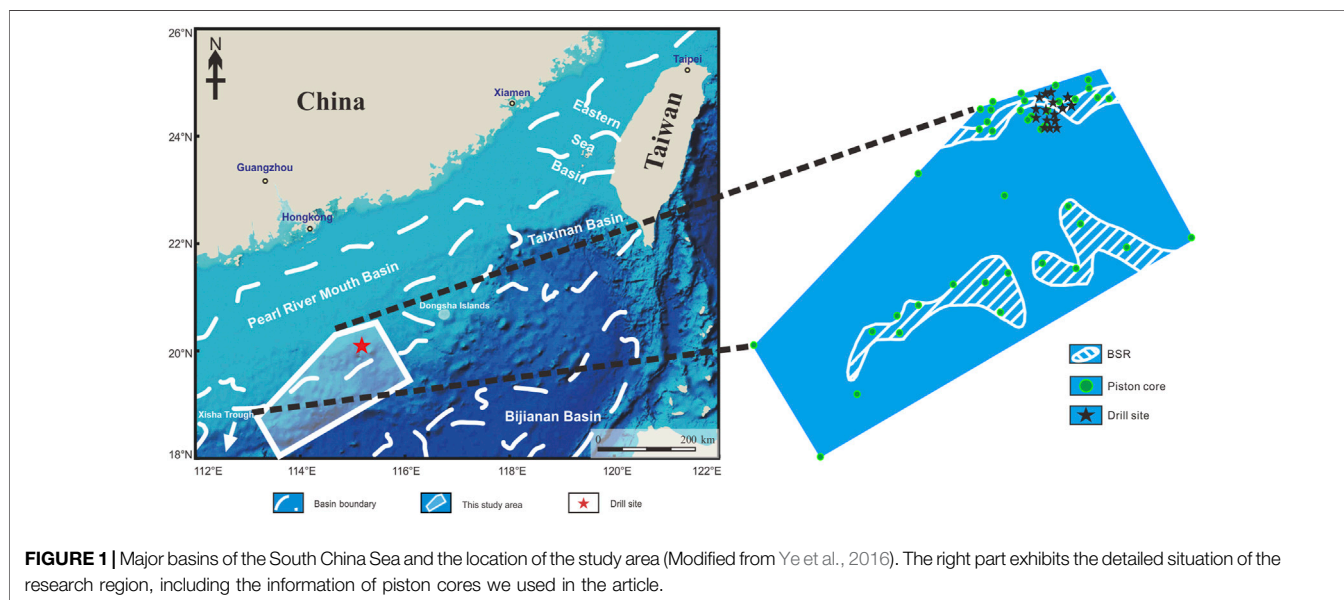 26°N
N
Taipei
China
Xiamen
Eastern
24°N
Sea
Taiwan
Guangzhou
Basin
Hongkong
22°N
Taixinan Basin
Pearl River Mouth Basin
Dongsha Islands
20°N
BSR
Piston core
Xisha Trough
Bijianan Basin
Drill site
0 200 km
18°N
112°E 114°E 116°E 118°E 120°E 122°E
Basin boundary This study area Drill site
FIGURE 1 | Major basins of the South China Sea and the location of the study area (Modified from Ye et al., 2016). The right part exhibits the detailed situation of the
research region, including the information of piston cores we used in the article.